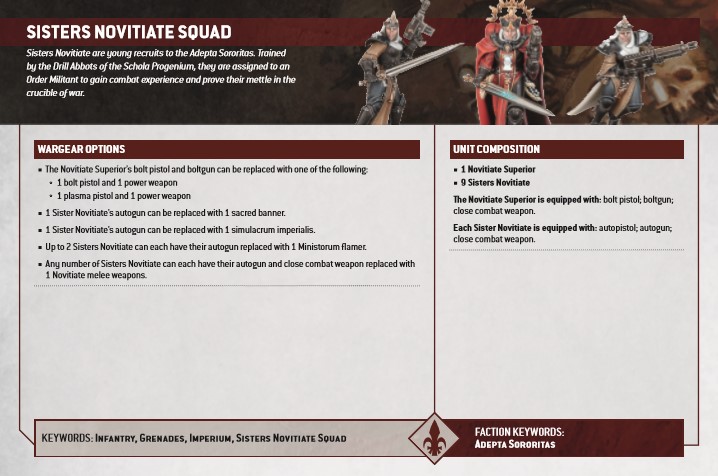 SISTERS NOVITIATE SQUAD
Sisters Novitiate are young recruits to the Adepta Sororitas. Trained
by the Drill Abbots of the Schola Progenium, they are assigned to an
Order Militant to gain combat experience and prove their mettle in the
crucible of war.
WARGEAR OPTIONS
▪ The Novitiate Superior's bolt pistol and boltgun can be replaced with one of the following:
• 1 bolt pistol and 1 power weapon
• 1 plasma pistol and 1 power weapon
▪ 1 Sister Novitiate's autogun can be replaced with 1 sacred banner.
▪ 1 Sister Novitiate's autogun can be replaced with 1 simulacrum imperialis.
▪ Up to 2 Sisters Novitiate can each have their autogun replaced with 1 Ministorum flamer.
▪ Any number of Sisters Novitiate can each have their autogun and close combat weapon replaced with
1 Novitiate melee weapons.
UNIT COMPOSITION
▪ 1 Novitiate Superior
▪ 9 Sisters Novitiate
The Novitiate Superior is equipped with: bolt pistol; boltgun;
close combat weapon.
Each Sister Novitiate is equipped with: autopistol; autogun;
close combat weapon.
KEYWORDS: INFANTRY, GRENADES, IMPERIUM, SISTERS NOVITIATE SQUAD
FACTION KEYWORDS:
ADEPTA SORORITAS